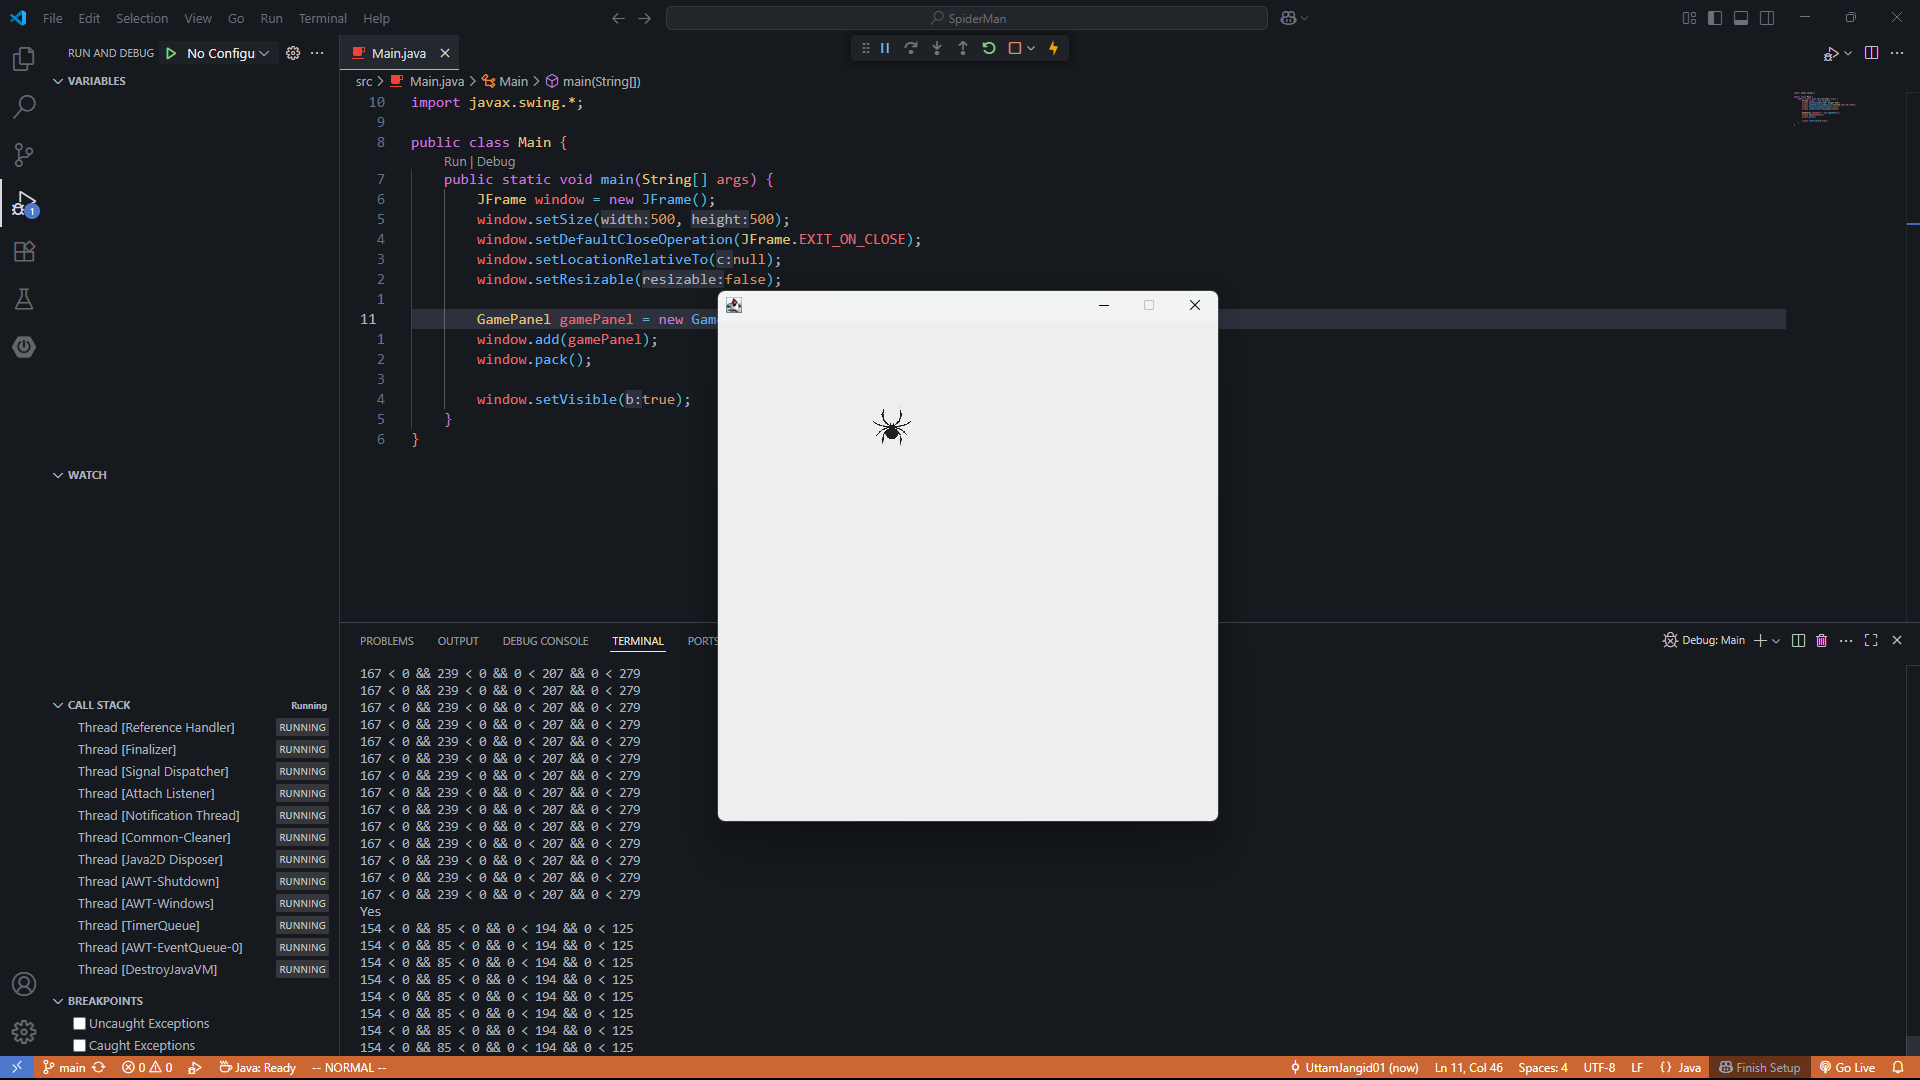 File Edit Selection View Go Run Terminal Help
SpiderMan
RUN AND DEBUG No Configu
Main.java
VARIABLES
src > Main.java > Main > main(String[])
10 import javax.swing.*;
9
8 public class Main {
Run | Debug
7 public static void main(String[] args) {
6 JFrame window = new JFrame();
5 window.setSize(width:500, height:500);
4 window.setDefaultCloseOperation(JFrame.EXIT_ON_CLOSE);
3 window.setLocationRelativeTo(c:null);
2 window.setResizable(resizable:false);
1
11 GamePanel gamePanel = new Gam
1 window.add(gamePanel);
2 window.pack();
3
4 window.setVisible(b:true);
5 }
6 }
1
WATCH
CALL STACK Running
Thread [Reference Handler] RUNNING
Thread [Finalizer] RUNNING
Thread [Signal Dispatcher] RUNNING
Thread [Attach Listener] RUNNING
Thread [Notification Thread] RUNNING
Thread [Common-Cleaner] RUNNING
Thread [Java2D Disposer] RUNNING
Thread [AWT-Shutdown] RUNNING
Thread [AWT-Windows] RUNNING
Thread [TimerQueue] RUNNING
Thread [AWT-EventQueue-0] RUNNING
Thread [DestroyJavaVM] RUNNING
BREAKPOINTS
Uncaught Exceptions
Caught Exceptions
PROBLEMS OUTPUT DEBUG CONSOLE TERMINAL PORTS
Debug: Main
167 < 0 && 239 < 0 && 0 < 207 && 0 < 279
167 < 0 && 239 < 0 && 0 < 207 && 0 < 279
167 < 0 && 239 < 0 && 0 < 207 && 0 < 279
167 < 0 && 239 < 0 && 0 < 207 && 0 < 279
167 < 0 && 239 < 0 && 0 < 207 && 0 < 279
167 < 0 && 239 < 0 && 0 < 207 && 0 < 279
167 < 0 && 239 < 0 && 0 < 207 && 0 < 279
167 < 0 && 239 < 0 && 0 < 207 && 0 < 279
167 < 0 && 239 < 0 && 0 < 207 && 0 < 279
167 < 0 && 239 < 0 && 0 < 207 && 0 < 279
167 < 0 && 239 < 0 && 0 < 207 && 0 < 279
167 < 0 && 239 < 0 && 0 < 207 && 0 < 279
167 < 0 && 239 < 0 && 0 < 207 && 0 < 279
167 < 0 && 239 < 0 && 0 < 207 && 0 < 279
Yes
154 < 0 && 85 < 0 && 0 < 194 && 0 < 125
154 < 0 && 85 < 0 && 0 < 194 && 0 < 125
154 < 0 && 85 < 0 && 0 < 194 && 0 < 125
154 < 0 && 85 < 0 && 0 < 194 && 0 < 125
154 < 0 && 85 < 0 && 0 < 194 && 0 < 125
154 < 0 && 85 < 0 && 0 < 194 && 0 < 125
154 < 0 && 85 < 0 && 0 < 194 && 0 < 125
154 < 0 && 85 < 0 && 0 < 194 && 0 < 125
main 0 0 Java: Ready -- NORMAL -- UttamJangid01 (now) Ln 11, Col 46 Spaces: 4 UTF-8 LF {} Java Finish Setup Go Live